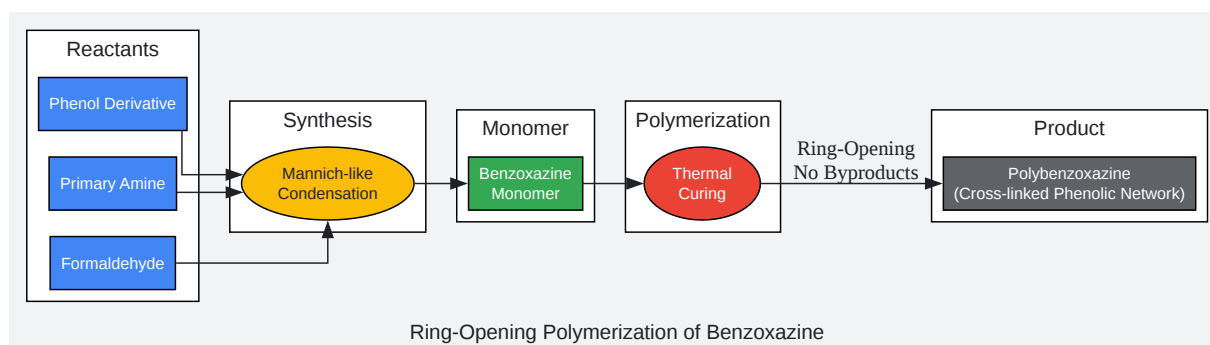 Reactants
Phenol Derivative
Primary Amine
Formaldehyde
Synthesis
Mannich-like
Condensation
Monomer
Benzoxazine
Monomer
Polymerization
Thermal
Curing
Ring-Opening
No Byproducts
Product
Polybenzoxazine
(Cross-linked Phenolic Network)
Ring-Opening Polymerization of Benzoxazine